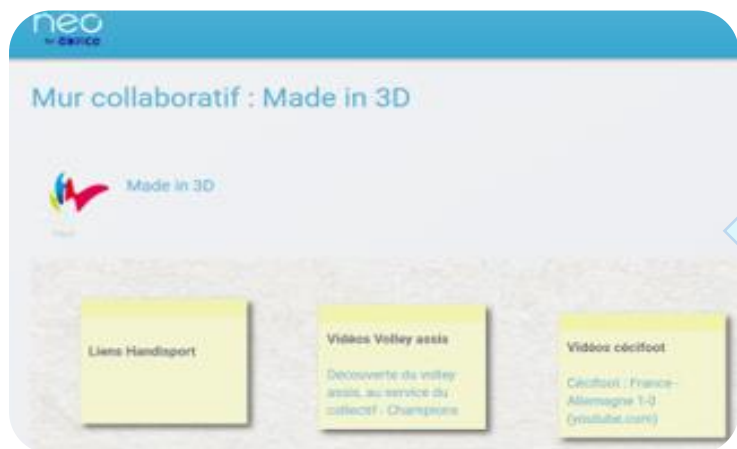 neo
Mur collaboratif : Made in 3D
Made in 3D
Liens Handisport
Vidéos Volley assis
Découverte du volley
assis, au service du
collectif - Champions
Vidéos cécifoot
Cécifoot : France-
Allemagne 1-0
(youtube.com)